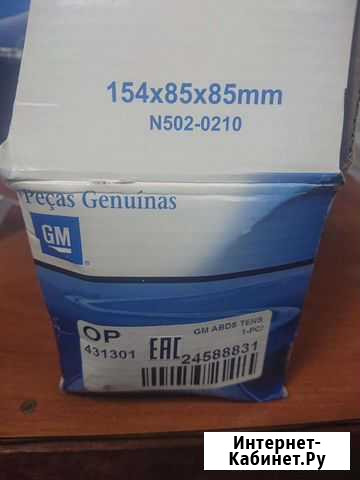 154x85x85mm
N502-0210
Peças Genuínas
GM
OP
GM ABDS TENS
1-PC/
431301
EAC
24588831
Интернет-
Кабинет.Ру